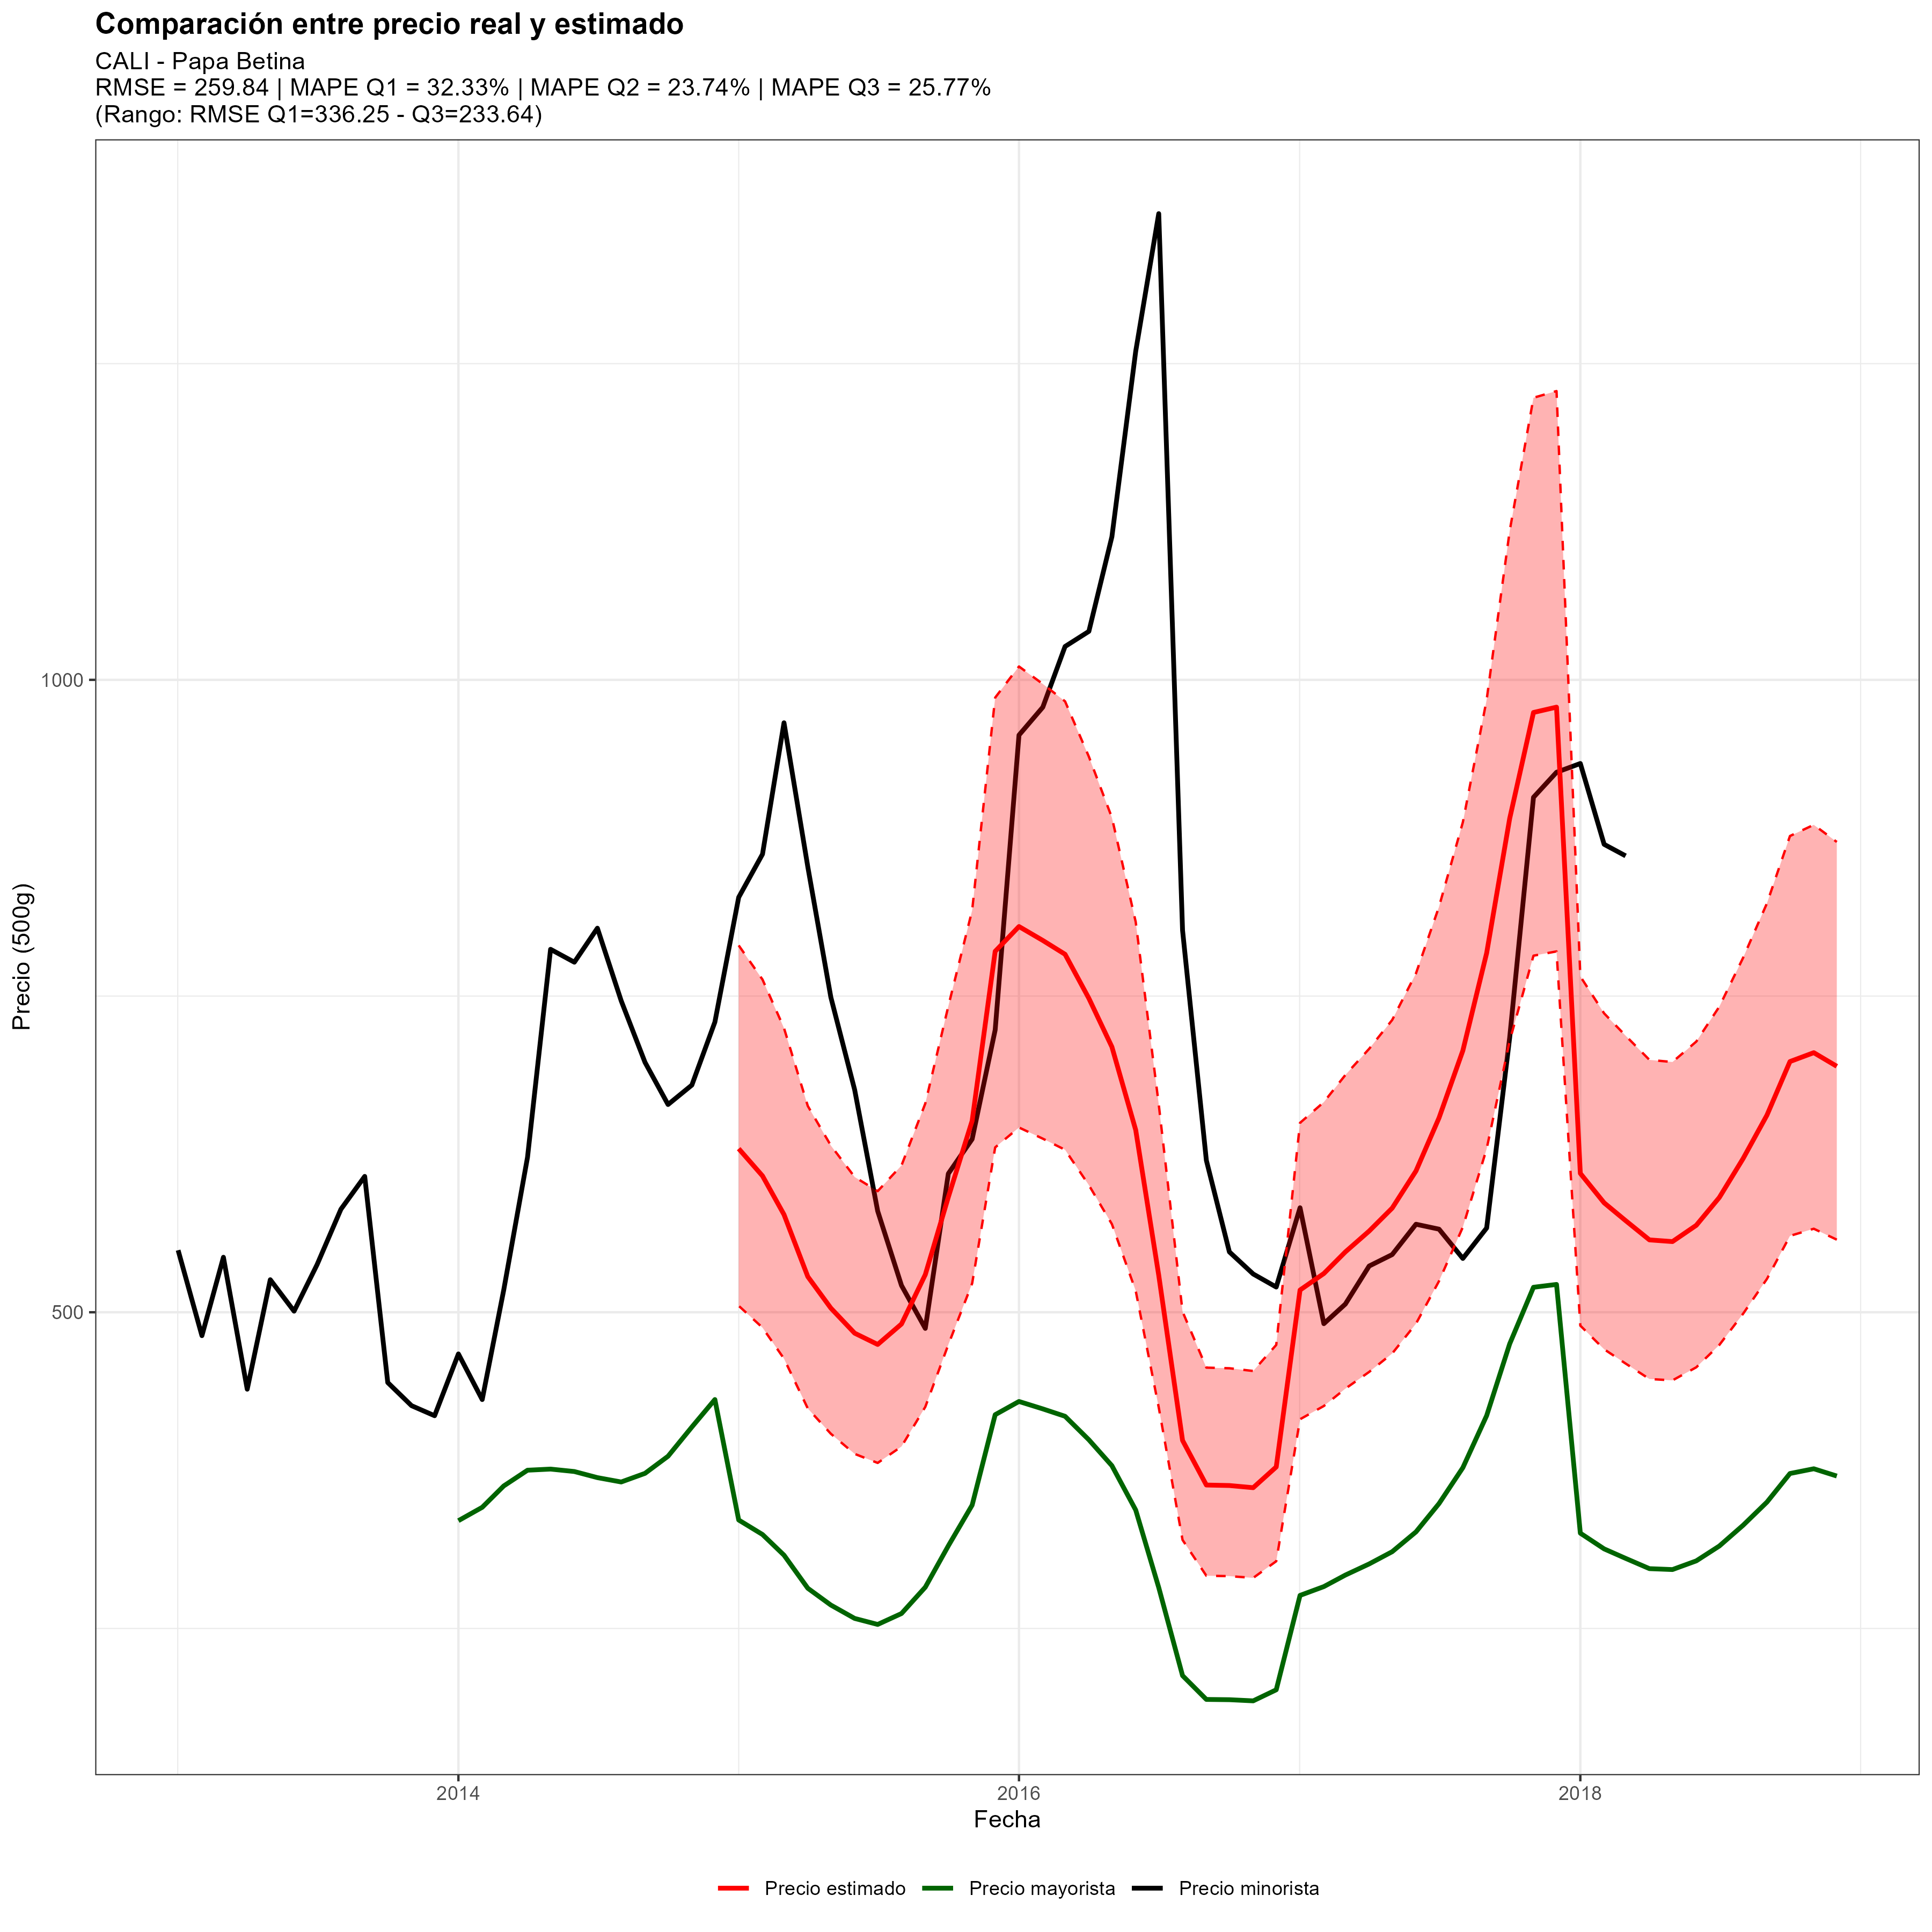 Comparación entre precio real y estimado
CALI - Papa Betina
RMSE = 259.84 | MAPE Q1 = 32.33% | MAPE Q2 = 23.74% | MAPE Q3 = 25.77%
(Rango: RMSE Q1=336.25 - Q3=233.64)
Precio (500g)
1000
500
2014
2016
2018
Fecha
Precio estimado
Precio mayorista
Precio minorista